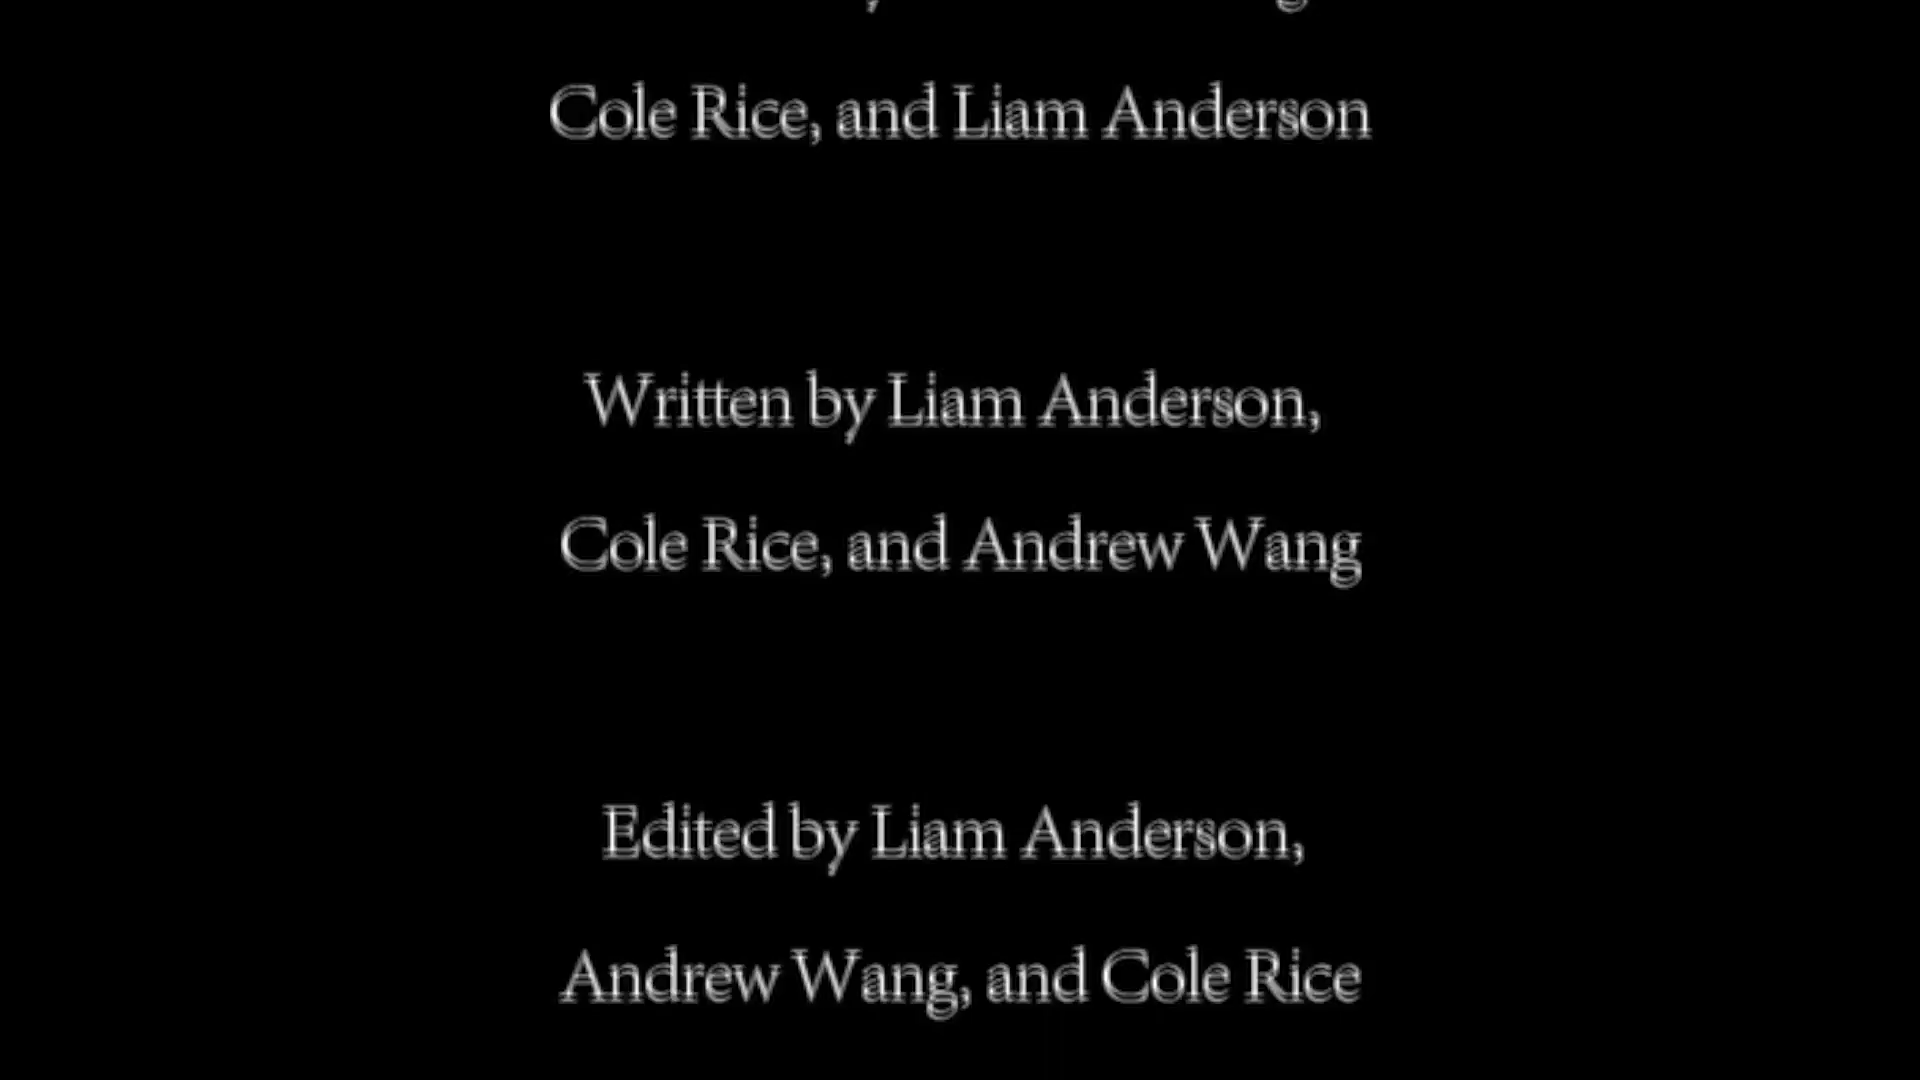 Cole Rice, and Liam Anderson
Written by Liam Anderson,
Cole Rice, and Andrew Wang
Edited by Liam Anderson,
Andrew Wang, and Cole Rice